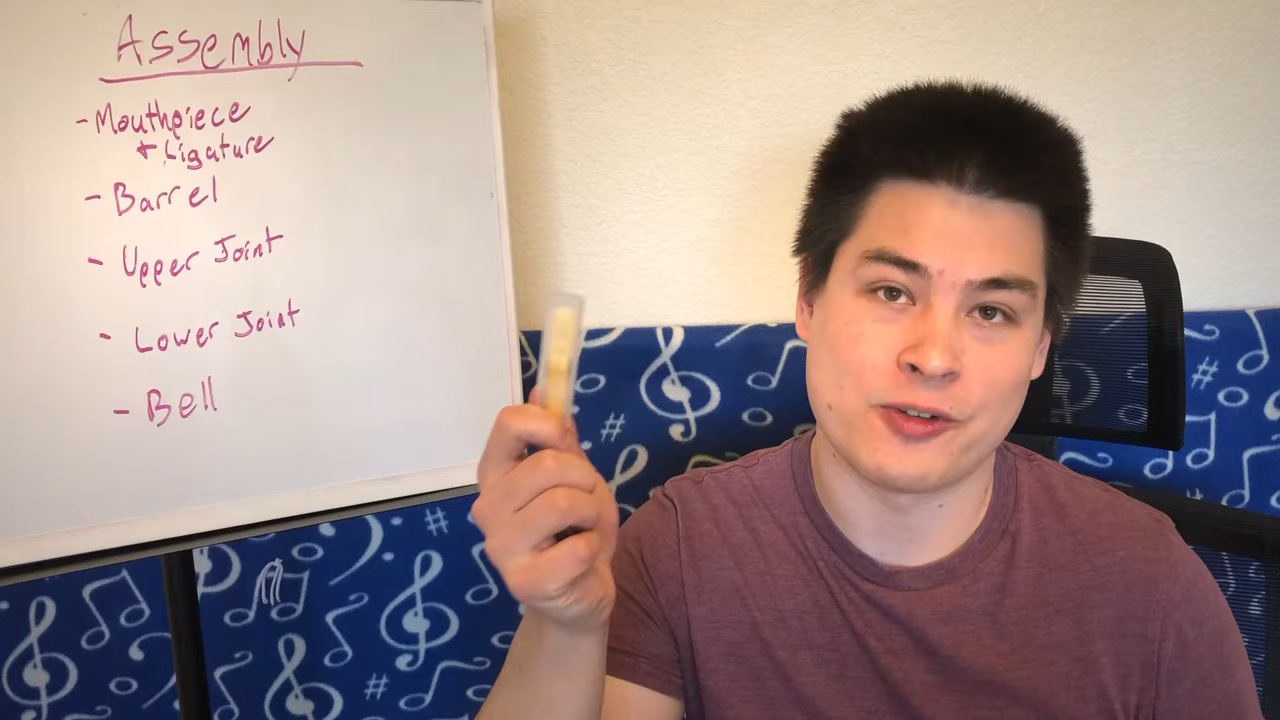 Assembly
- Mouthpiece
+ Ligature
- Barrel
- Upper Joint
- Lower Joint
- Bell